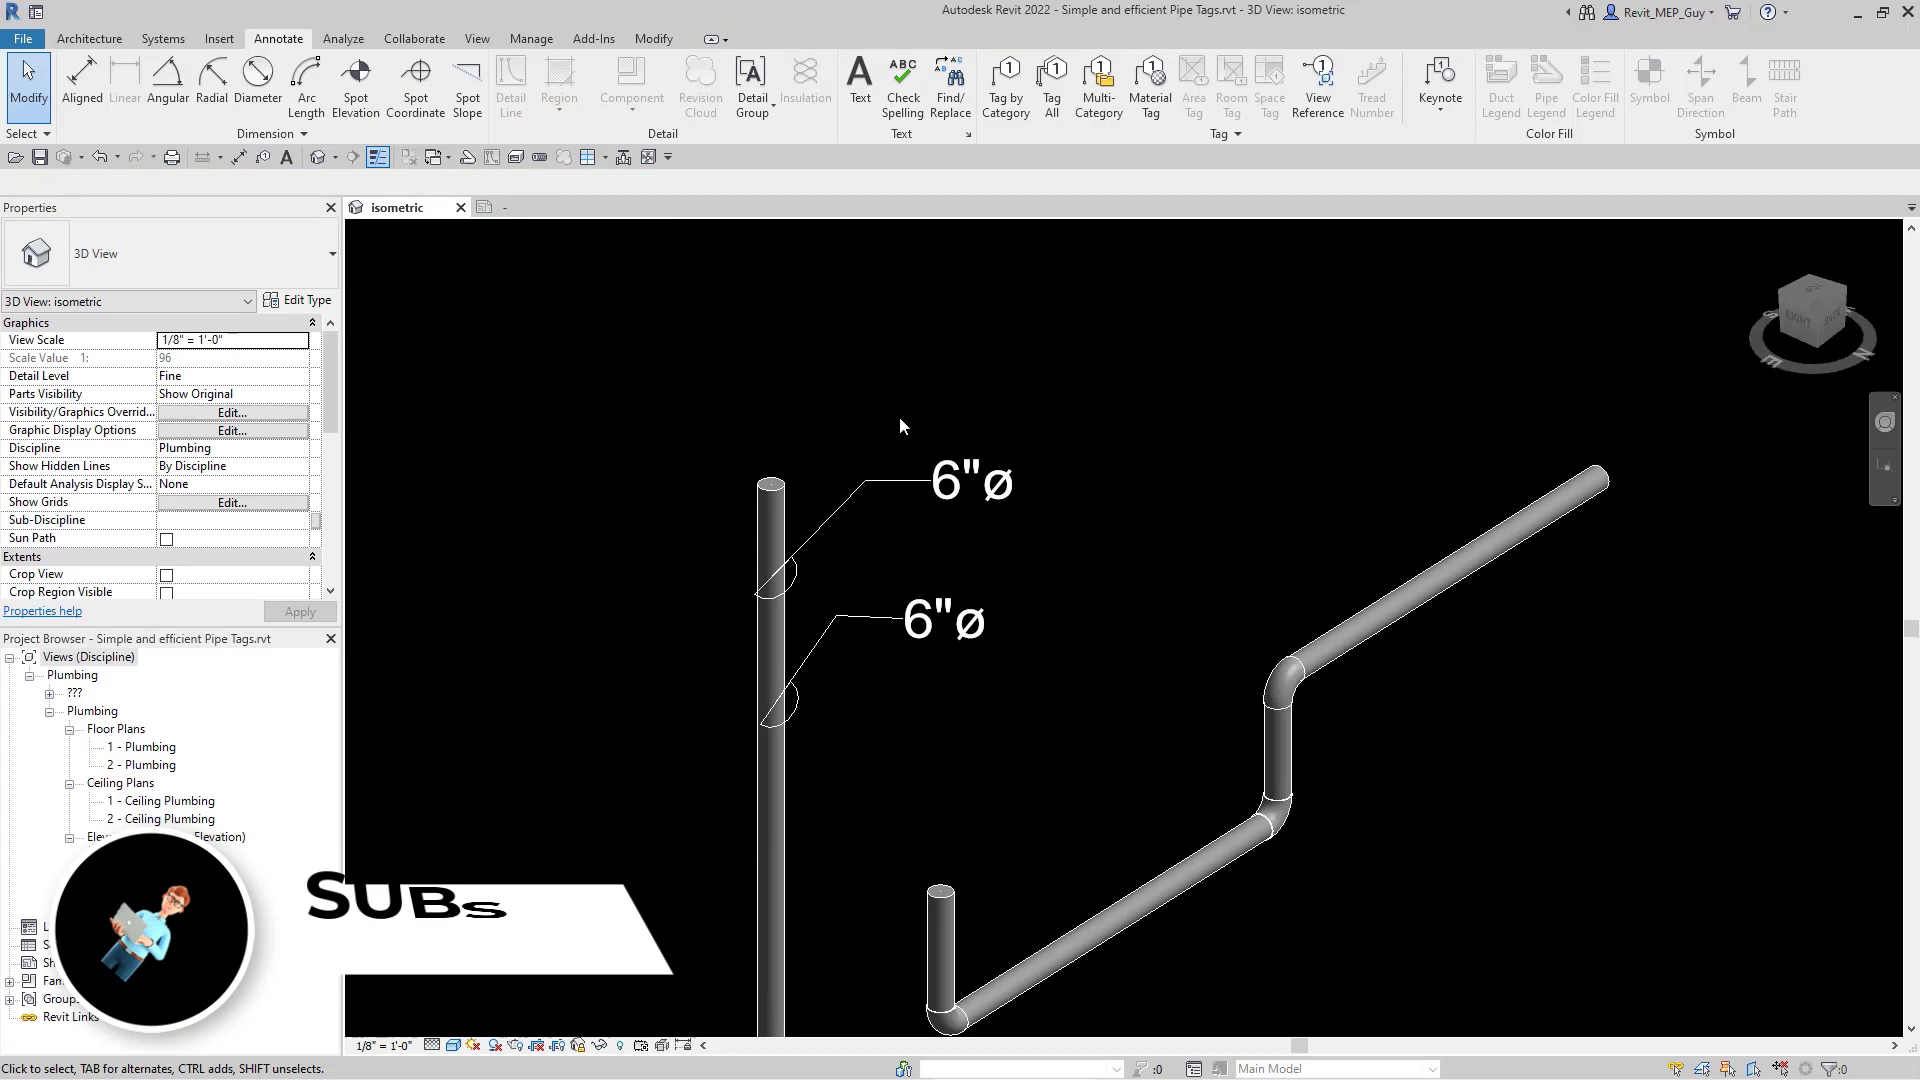 Autodesk Revit 2022 - Simple and efficient Pipe Tags.rvt - 3D View: isometric
Revit_MEP_Guy
File Architecture Systems Insert Annotate Analyze Collaborate View Manage Add-Ins Modify
Modify
Aligned
Linear
Angular
Radial
Diameter
Arc Length
Spot Elevation
Spot Coordinate
Spot Slope
Detail Line
Region
Component
Revision Cloud
Detail Group
Insulation
Text
Check Spelling
Find/ Replace
Tag by Category
Tag All
Multi-Category
Material Tag
Area Tag
Room Tag
Space Tag
View Reference
Tread Number
Keynote
Duct Legend
Pipe Legend
Color Fill Legend
Symbol
Span Direction
Beam
Stair Path
Select Dimension Detail Text Tag Color Fill Symbol
Properties
isometric
-
3D View
3D View: isometric
Edit Type
Graphics
View Scale 1/8" = 1'-0"
Scale Value 1: 96
Detail Level Fine
Parts Visibility Show Original
Visibility/Graphics Overrid... Edit...
Graphic Display Options Edit...
Discipline Plumbing
Show Hidden Lines By Discipline
Default Analysis Display S... None
Show Grids Edit...
Sub-Discipline
Sun Path
Extents
Crop View
Crop Region Visible
Properties help Apply
Project Browser - Simple and efficient Pipe Tags.rvt
Views (Discipline)
Plumbing
???
Plumbing
Floor Plans
1 - Plumbing
2 - Plumbing
Ceiling Plans
1 - Ceiling Plumbing
2 - Ceiling Plumbing
Elev Elevation)
L
S
Sh
Fam
Group
Revit Links
SUBS
6"ø
6"ø
RIGHT
BACK
N
E
1/8" = 1'-0"
Click to select, TAB for alternates, CTRL adds, SHIFT unselects.
:0
Main Model
:0